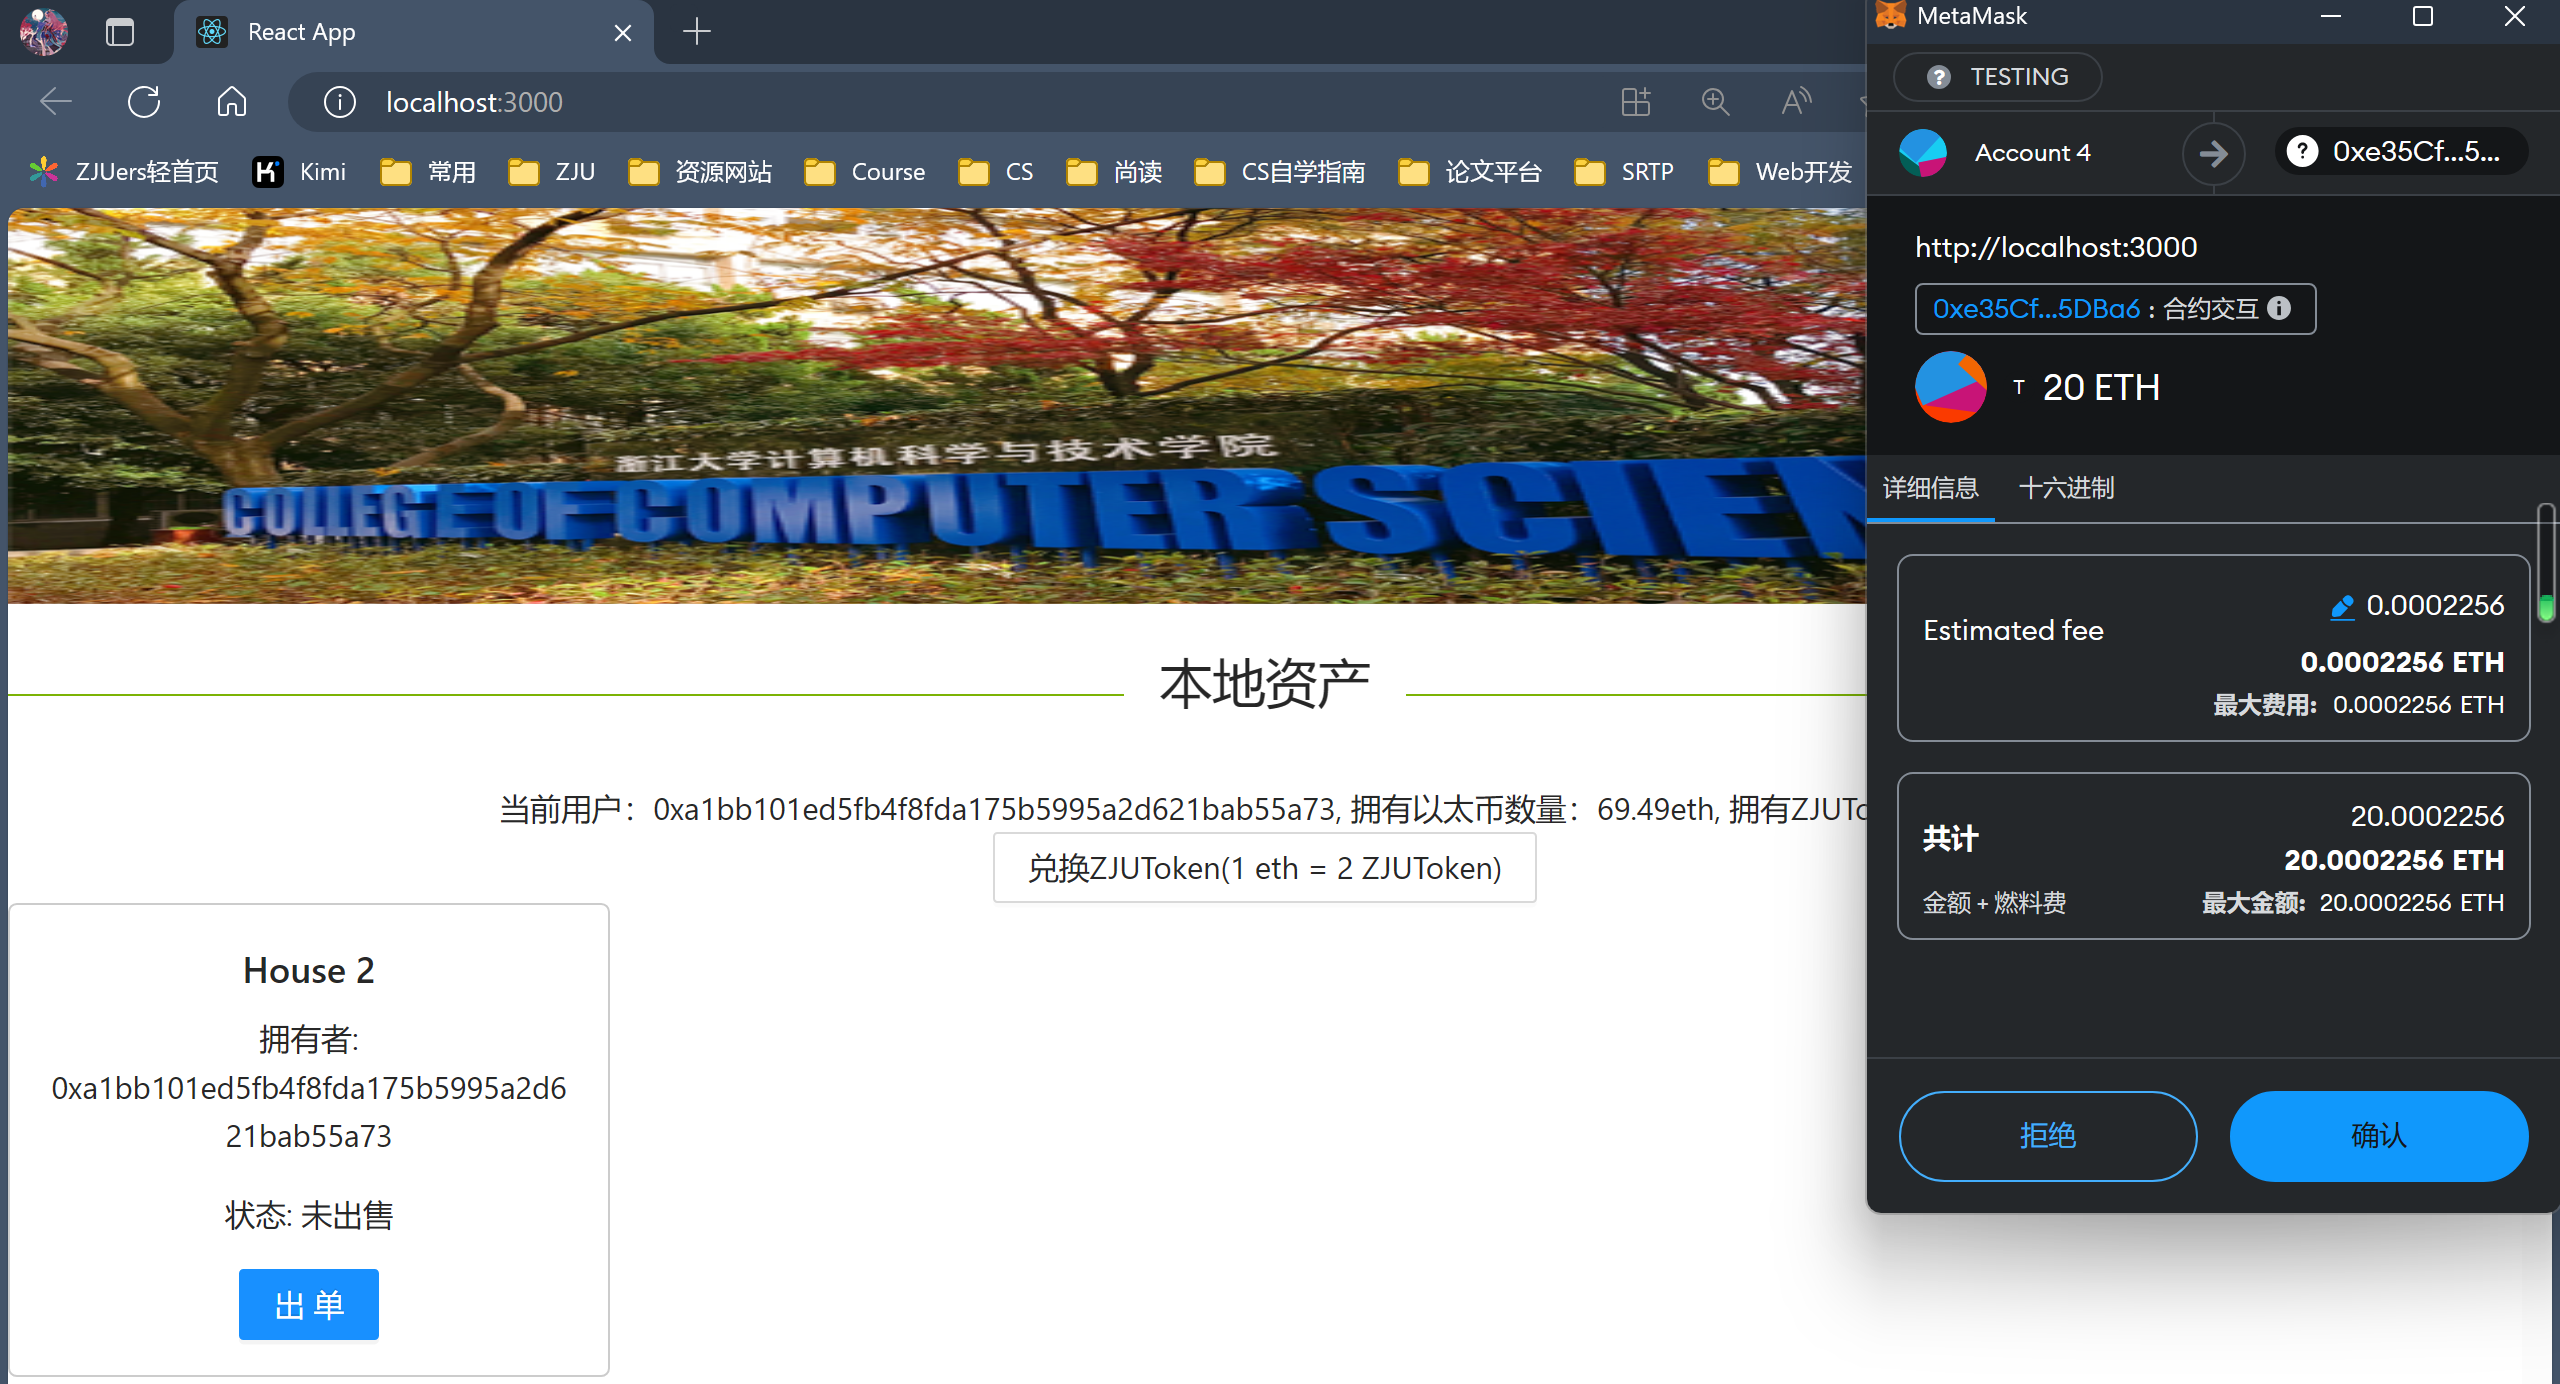 React App
localhost:3000
ZJUers轻首页
Kimi
常用
ZJU
资源网站
Course
CS
尚读
CS自学指南
论文平台
SRTP
Web开发
浙江大学计算机科学与技术学院
COLLEGE OF COMPUTER SCIEN
本地资产
当前用户：0xa1bb101ed5fb4f8fda175b5995a2d621bab55a73, 拥有以太币数量：69.49eth, 拥有ZJUTo
兑换ZJUToken(1 eth = 2 ZJUToken)
House 2
拥有者:
0xa1bb101ed5fb4f8fda175b5995a2d6
21bab55a73
状态: 未出售
出 单
MetaMask
TESTING
Account 4
0xe35Cf...5...
http://localhost:3000
0xe35Cf...5DBa6 : 合约交互
T 20 ETH
详细信息
十六进制
Estimated fee
0.0002256
0.0002256 ETH
最大费用: 0.0002256 ETH
共计
20.0002256
20.0002256 ETH
金额 + 燃料费
最大金额: 20.0002256 ETH
拒绝
确认